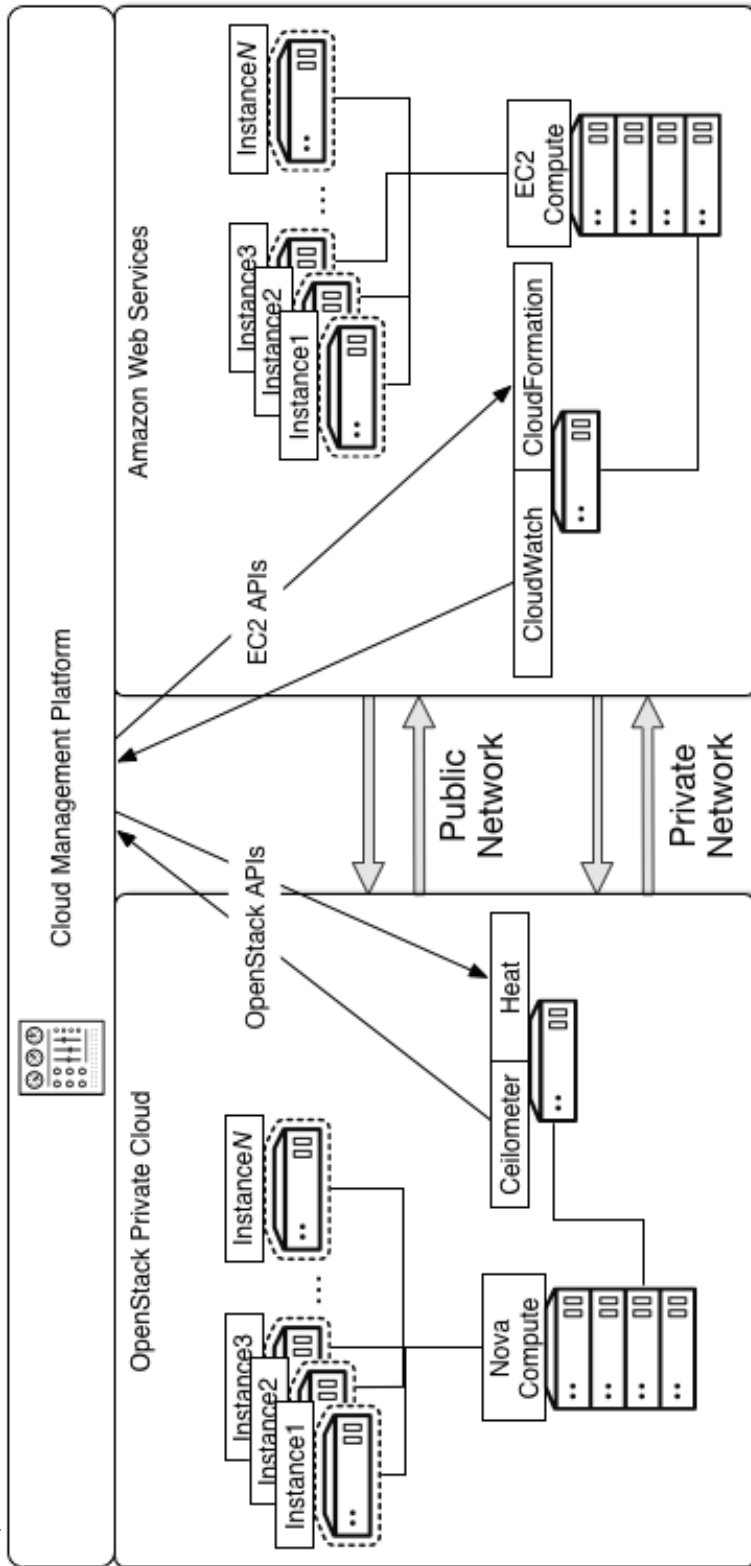 Cloud Management Platform
OpenStack Private Cloud
Instance3
Instance2
Instance1
...
InstanceN
Nova
Compute
Ceilometer
Heat
OpenStack APIs
Public
Network
Private
Network
Amazon Web Services
EC2 APIs
Instance3
Instance2
Instance1
...
InstanceN
CloudWatch
CloudFormation
EC2
Compute